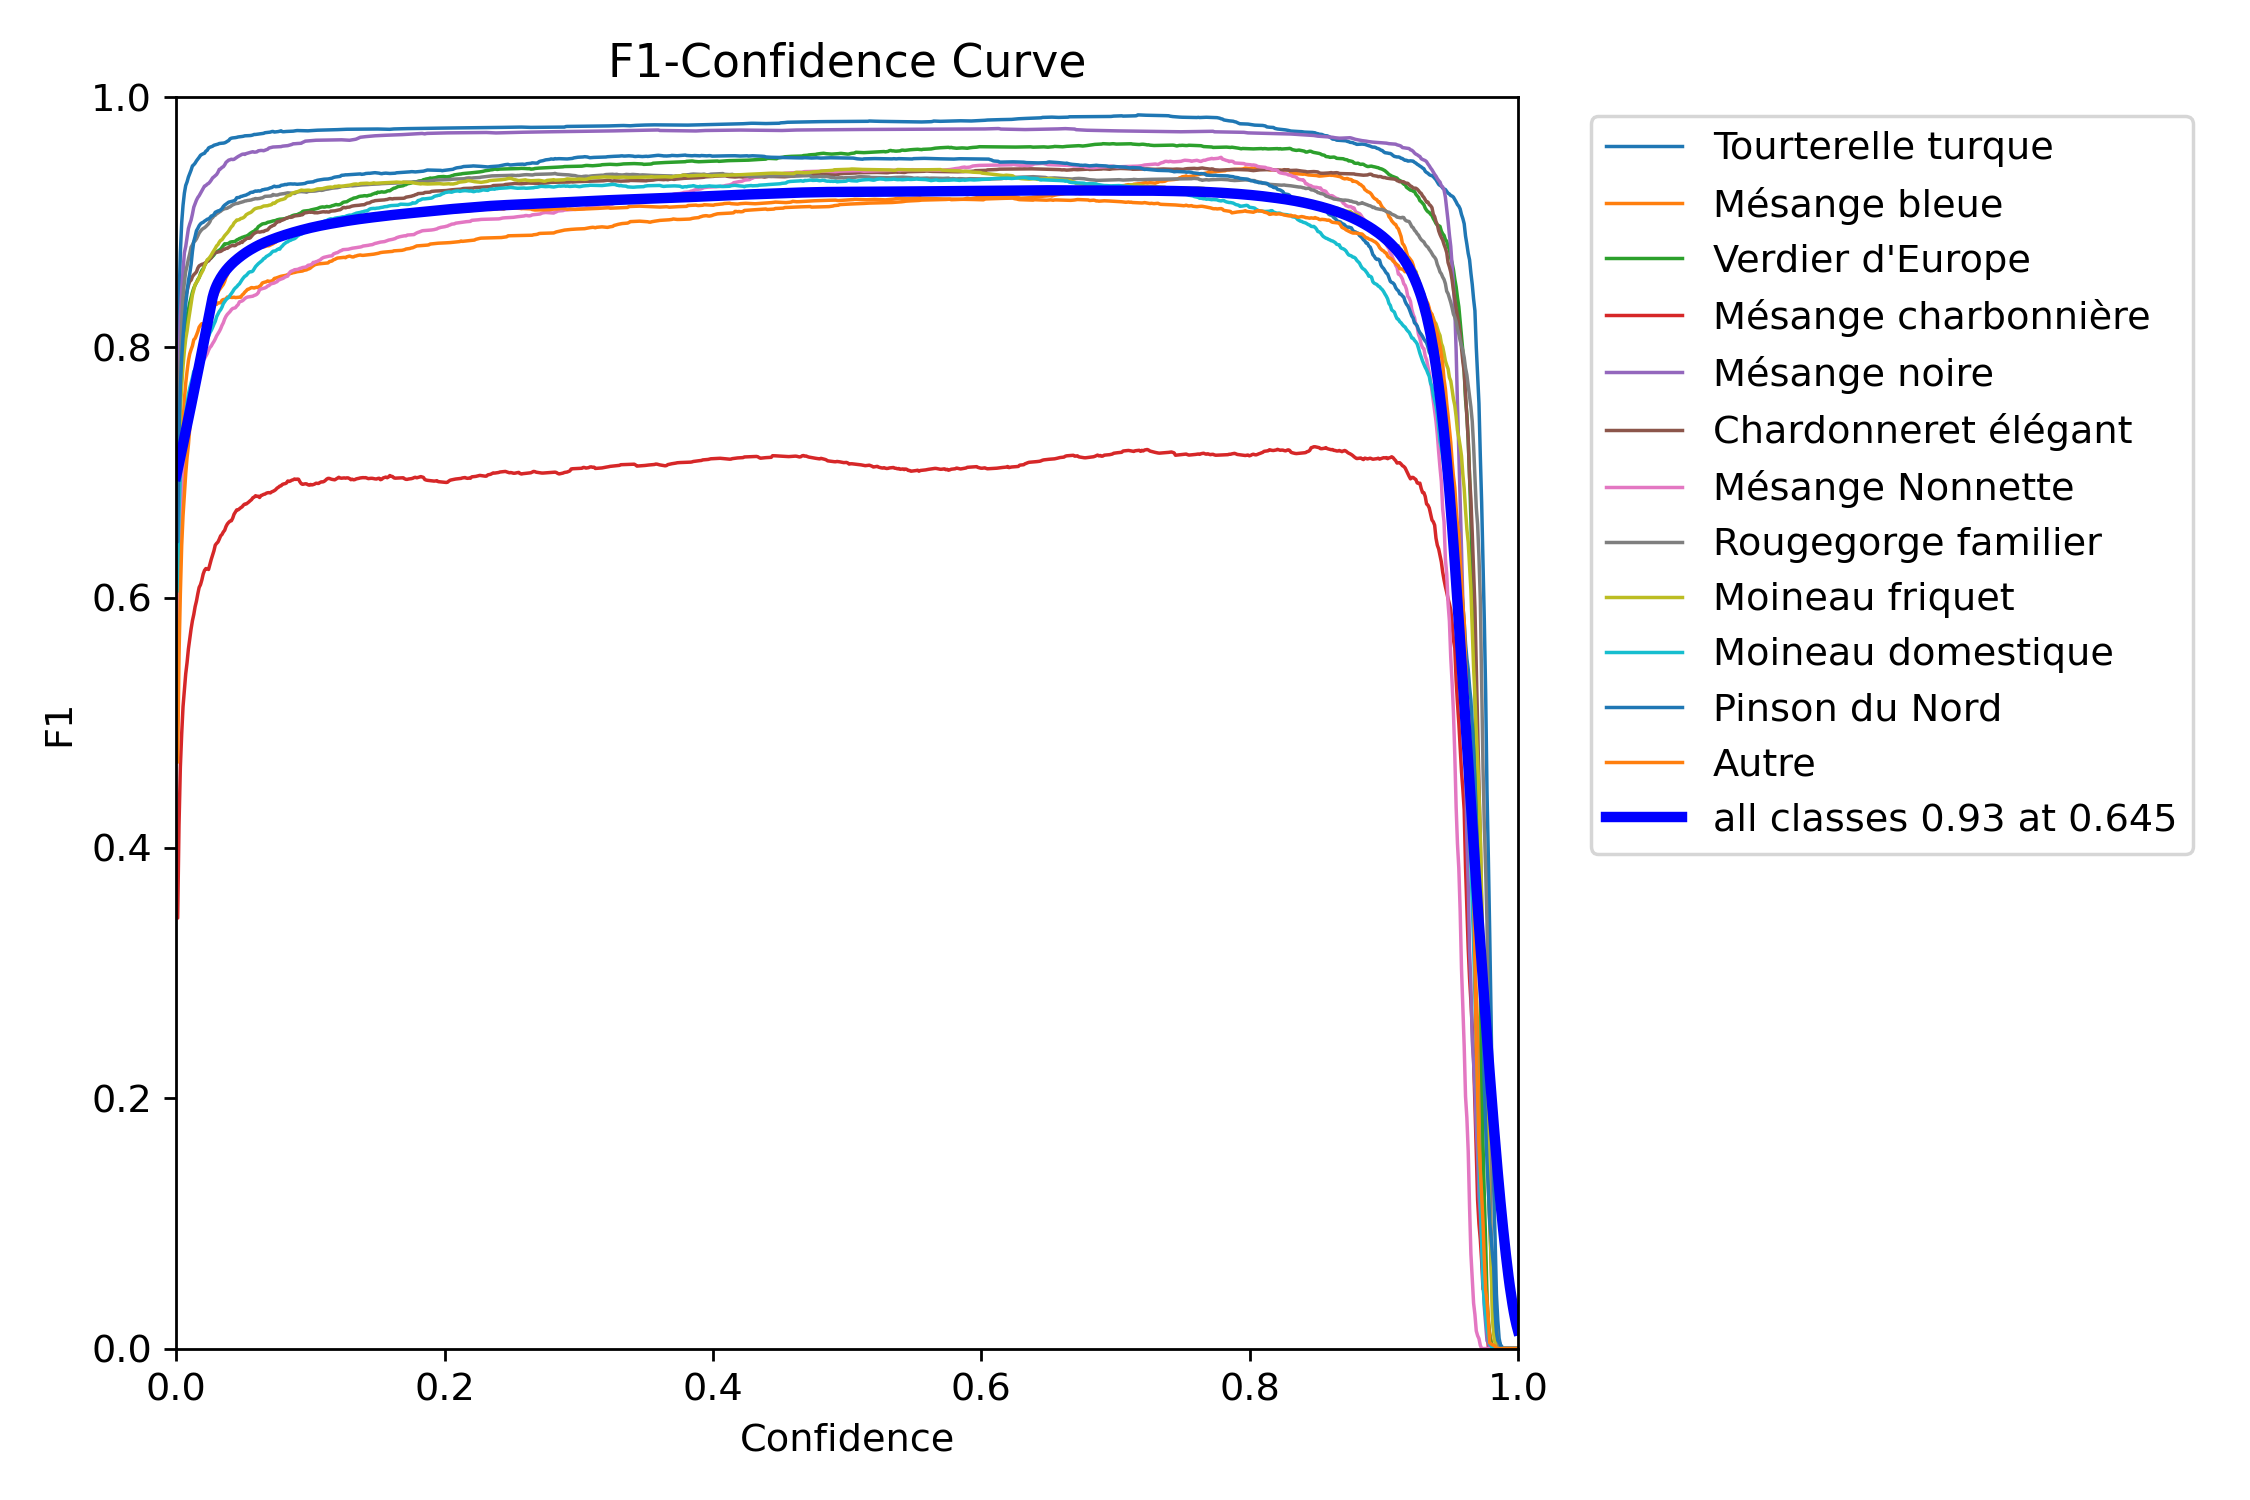 F1-Confidence Curve
1.0
0.8
0.6
0.4
0.2
0.0
F1
0.0 0.2 0.4 0.6 0.8 1.0
Confidence
Tourterelle turque
Mésange bleue
Verdier d'Europe
Mésange charbonnière
Mésange noire
Chardonneret élégant
Mésange Nonnette
Rougegorge familier
Moineau friquet
Moineau domestique
Pinson du Nord
Autre
all classes 0.93 at 0.645